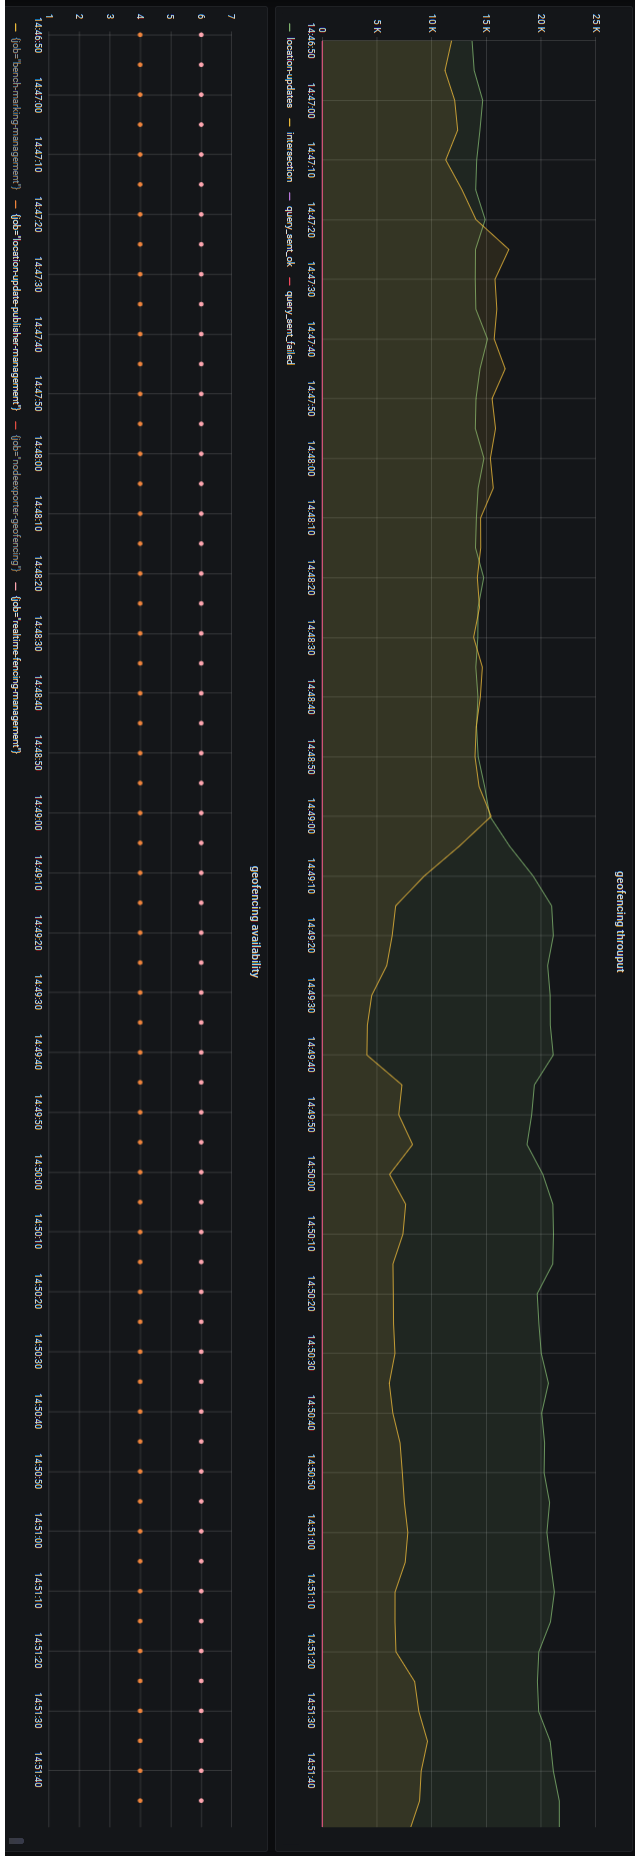 geofencing throuput
25 K
20 K
15 K
10 K
5 K
0
14:46:50 14:47:00 14:47:10 14:47:20 14:47:30 14:47:40 14:47:50 14:48:00 14:48:10 14:48:20 14:48:30 14:48:40 14:48:50 14:49:00 14:49:10 14:49:20 14:49:30 14:49:40 14:49:50 14:50:00 14:50:10 14:50:20 14:50:30 14:50:40 14:50:50 14:51:00 14:51:10 14:51:20 14:51:30 14:51:40
location-updates intersection query_sent_ok query_sent_failed
geofencing availability
7
6
5
4
3
2
1
14:46:50 14:47:00 14:47:10 14:47:20 14:47:30 14:47:40 14:47:50 14:48:00 14:48:10 14:48:20 14:48:30 14:48:40 14:48:50 14:49:00 14:49:10 14:49:20 14:49:30 14:49:40 14:49:50 14:50:00 14:50:10 14:50:20 14:50:30 14:50:40 14:50:50 14:51:00 14:51:10 14:51:20 14:51:30 14:51:40
{job="bench-marking-management"} {job="location-update-publisher-management"} {job="nodeexporter-geofencing"} {job="realtime-fencing-management"}